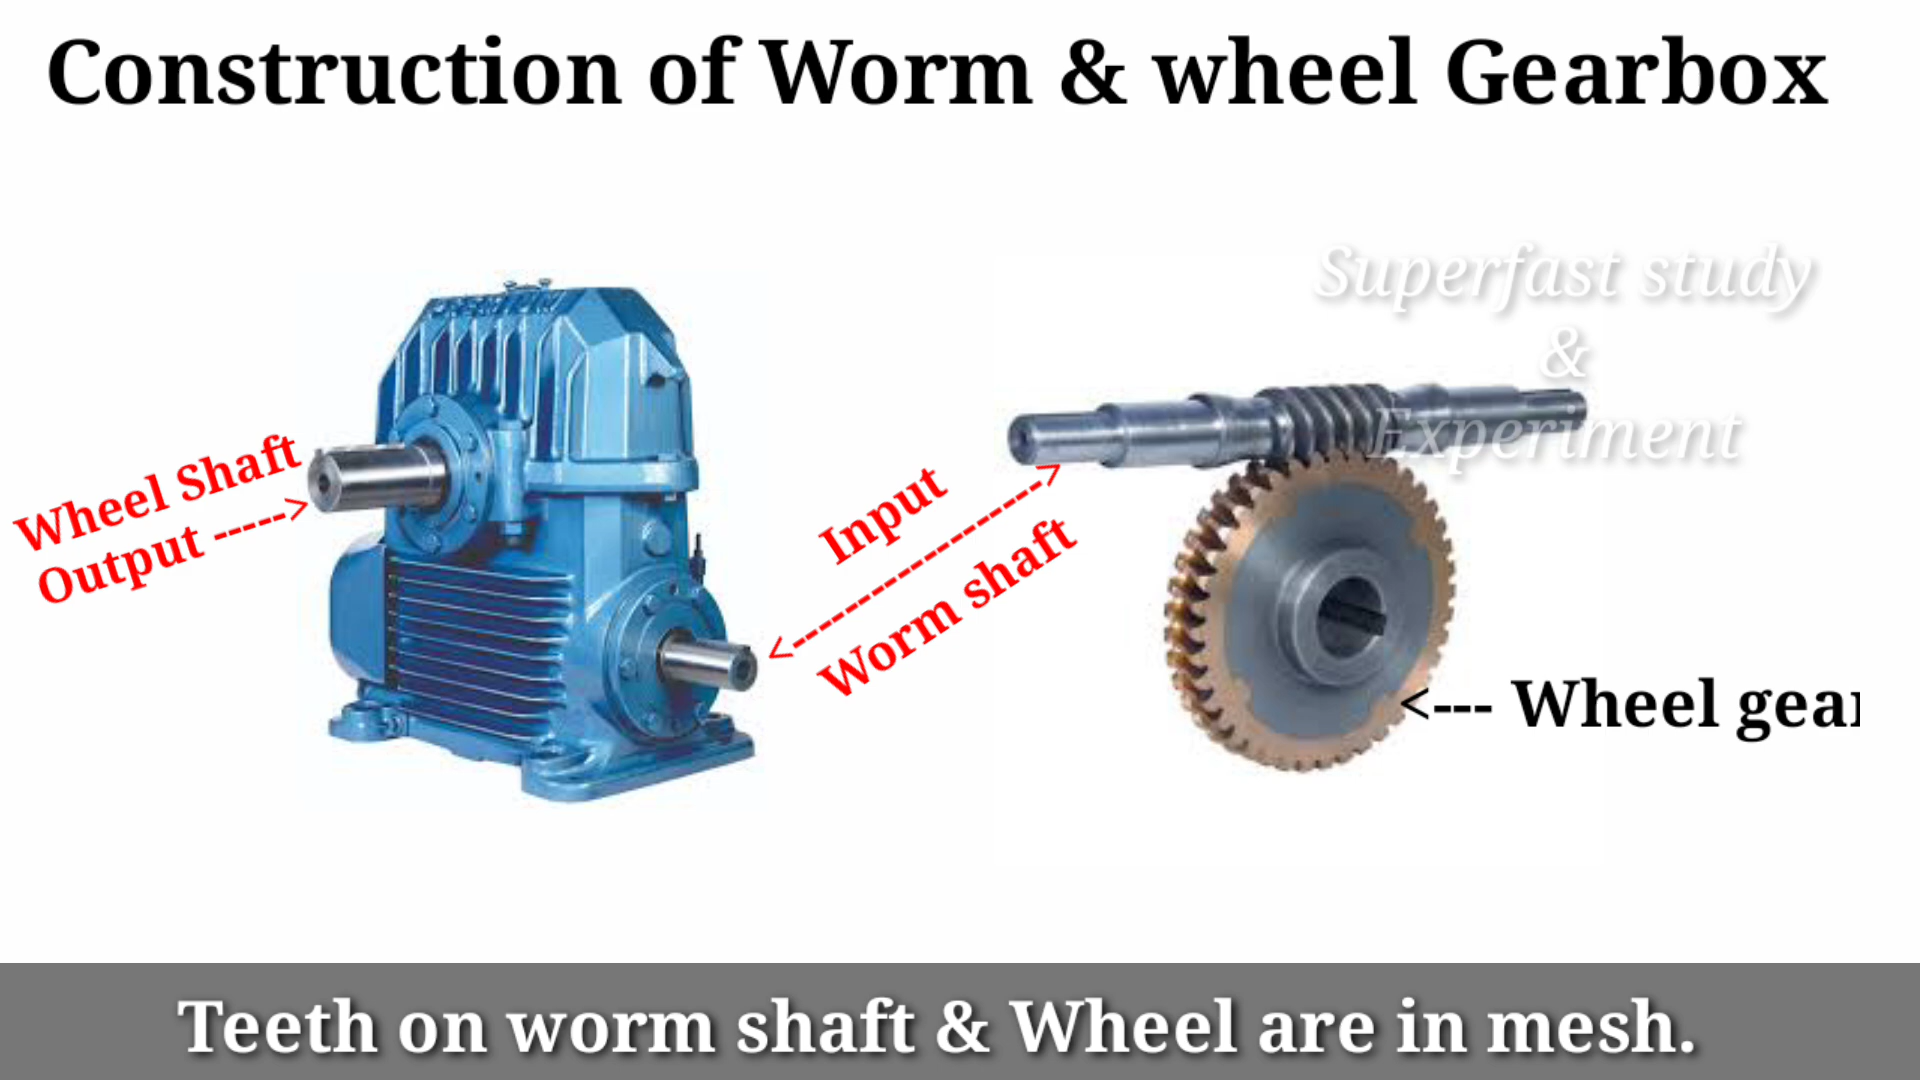 Construction of Worm & wheel Gearbox
Superfast study
&
Experiment
Wheel Shaft
Output ----->
Input
<-------------------->
Worm shaft
<--- Wheel gear
Teeth on worm shaft & Wheel are in mesh.